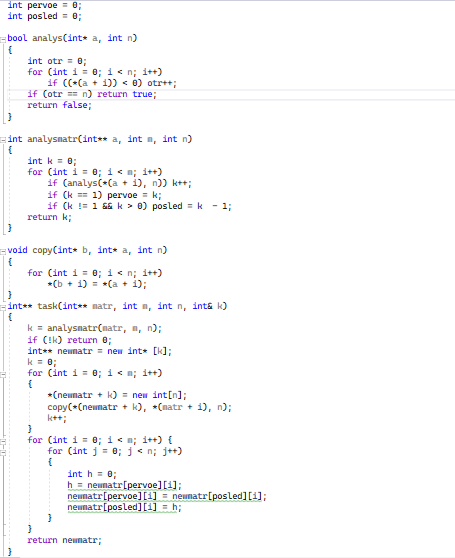 int pervoe = 0;
int posled = 0;
bool analys(int* a, int n)
{
int otr = 0;
for (int i = 0; i < n; i++)
if ((*(a + i)) < 0) otr++;
if (otr == n) return true;
return false;
}
int analysmatr(int** a, int m, int n)
{
int k = 0;
for (int i = 0; i < m; i++)
if (analys(*(a + i), n)) k++;
if (k == 1) pervoe = k;
if (k != 1 && k > 0) posled = k - 1;
return k;
}
void copy(int* b, int* a, int n)
{
for (int i = 0; i < n; i++)
*(b + i) = *(a + i);
}
int** task(int** matr, int m, int n, int& k)
{
k = analysmatr(matr, m, n);
if (!k) return 0;
int** newmatr = new int* [k];
k = 0;
for (int i = 0; i < m; i++)
{
*(newmatr + k) = new int[n];
copy(*(newmatr + k), *(matr + i), n);
k++;
}
for (int i = 0; i < m; i++) {
for (int j = 0; j < n; j++)
{
int h = 0;
h = newmatr[pervoe][i];
newmatr[pervoe][i] = newmatr[posled][i];
newmatr[posled][i] = h;
}
}
return newmatr;
}